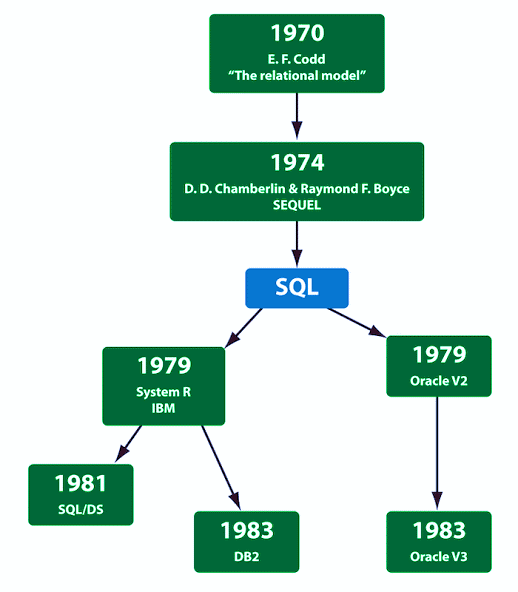 1970
E. F. Codd
“The relational model”
1974
D. D. Chamberlin & Raymond F. Boyce
SEQUEL
SQL
1979
System R
IBM
1979
Oracle V2
1981
SQL/DS
1983
DB2
1983
Oracle V3